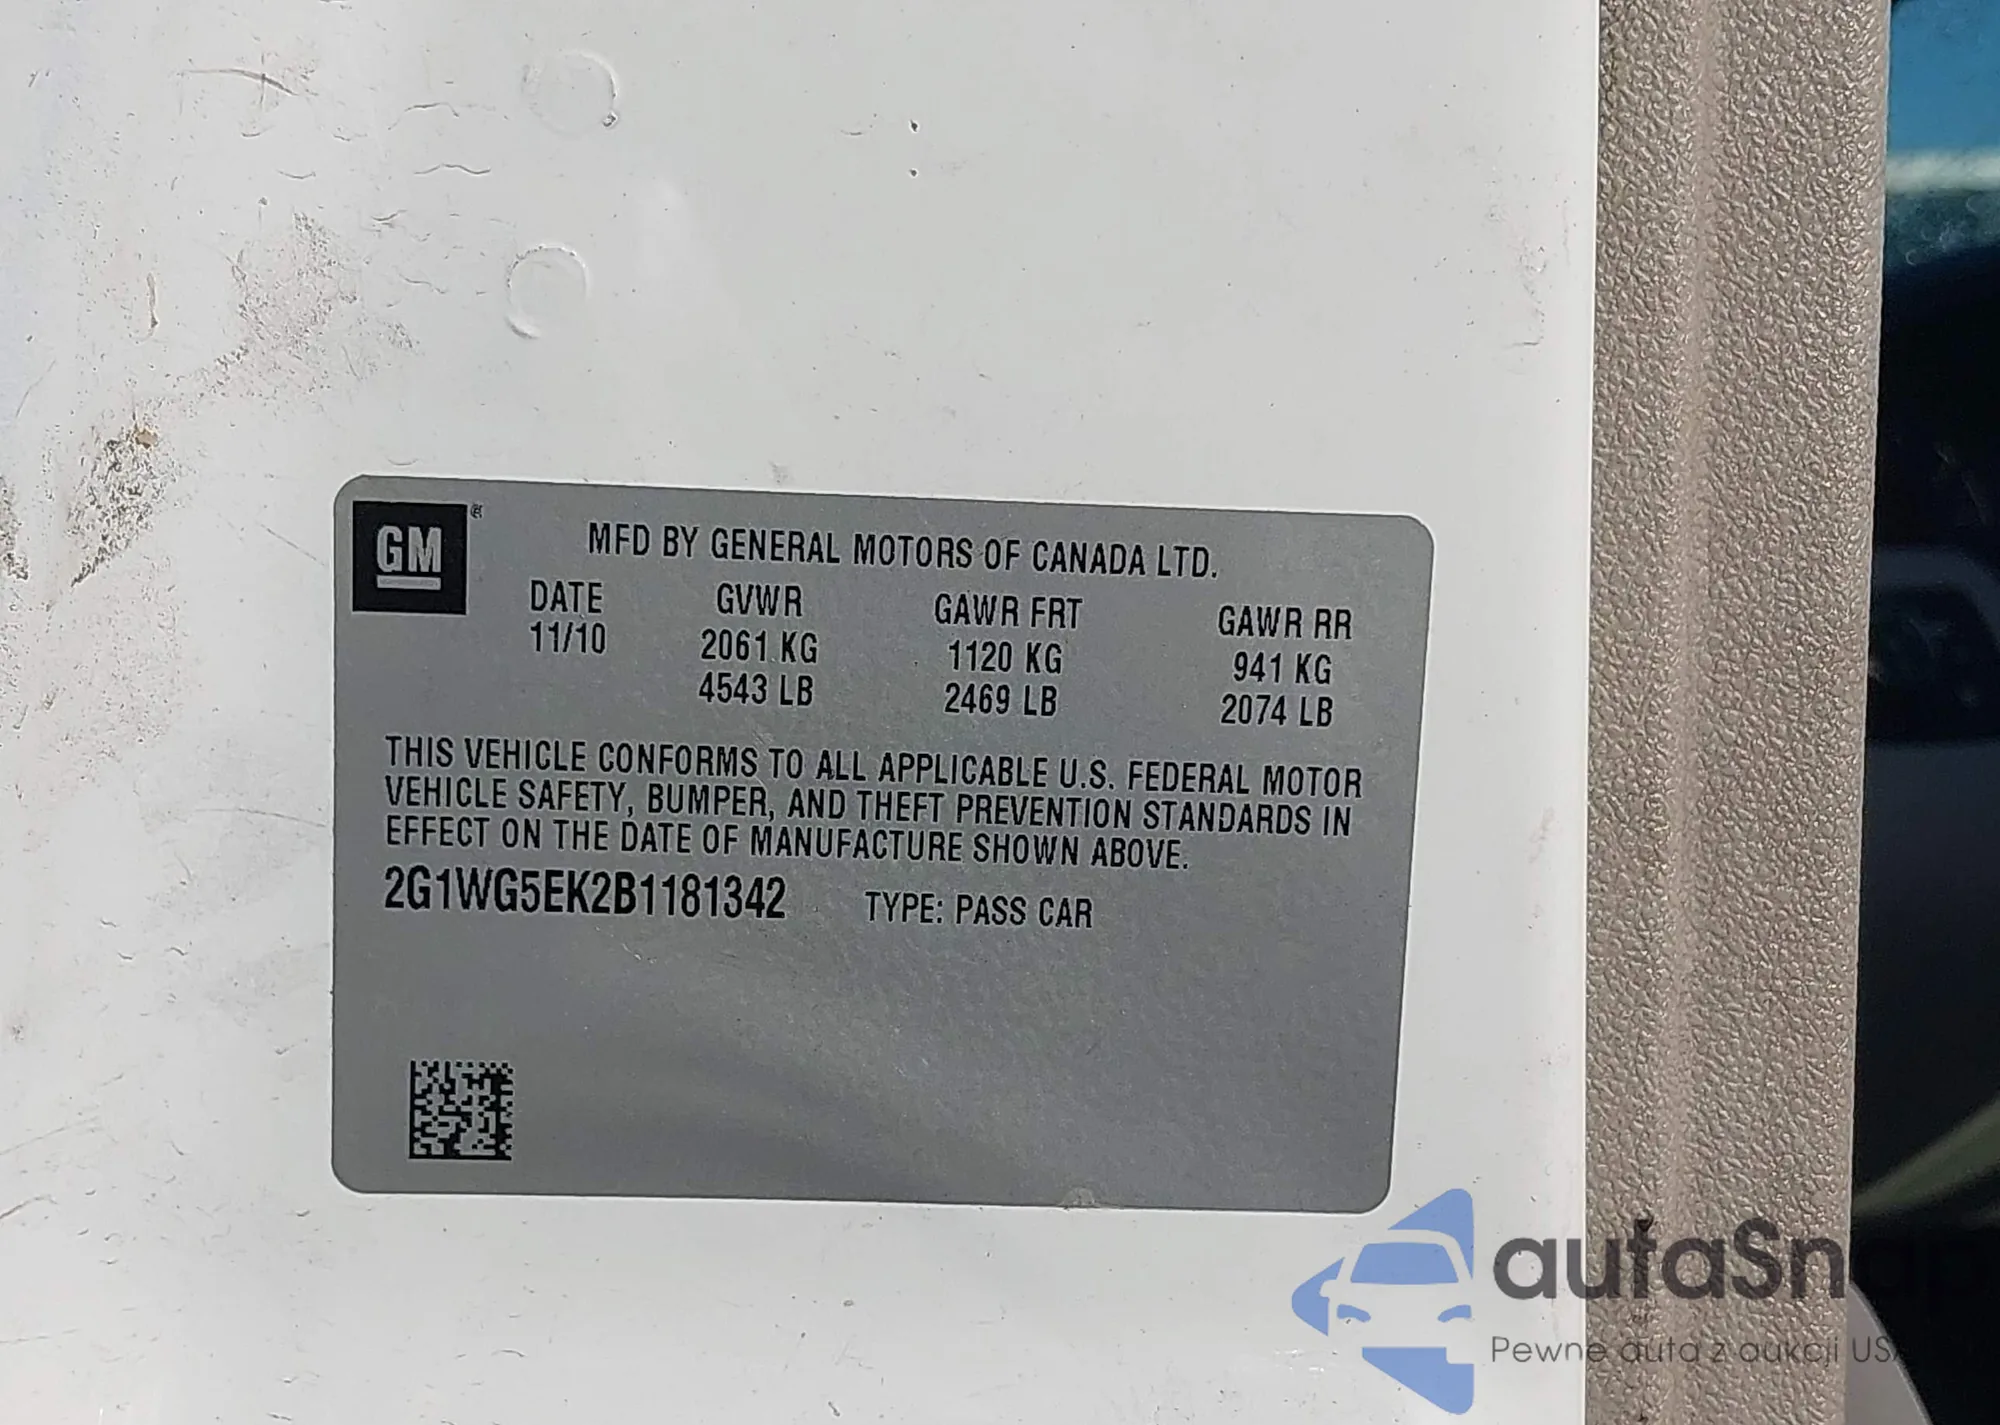 GM ®
MFD BY GENERAL MOTORS OF CANADA LTD.
DATE GVWR GAWR FRT GAWR RR
11/10 2061 KG 1120 KG 941 KG
4543 LB 2469 LB 2074 LB
THIS VEHICLE CONFORMS TO ALL APPLICABLE U.S. FEDERAL MOTOR
VEHICLE SAFETY, BUMPER, AND THEFT PREVENTION STANDARDS IN
EFFECT ON THE DATE OF MANUFACTURE SHOWN ABOVE.
2G1WG5EK2B1181342 TYPE: PASS CAR
autaSnap
Pewne auta z aukcji USA